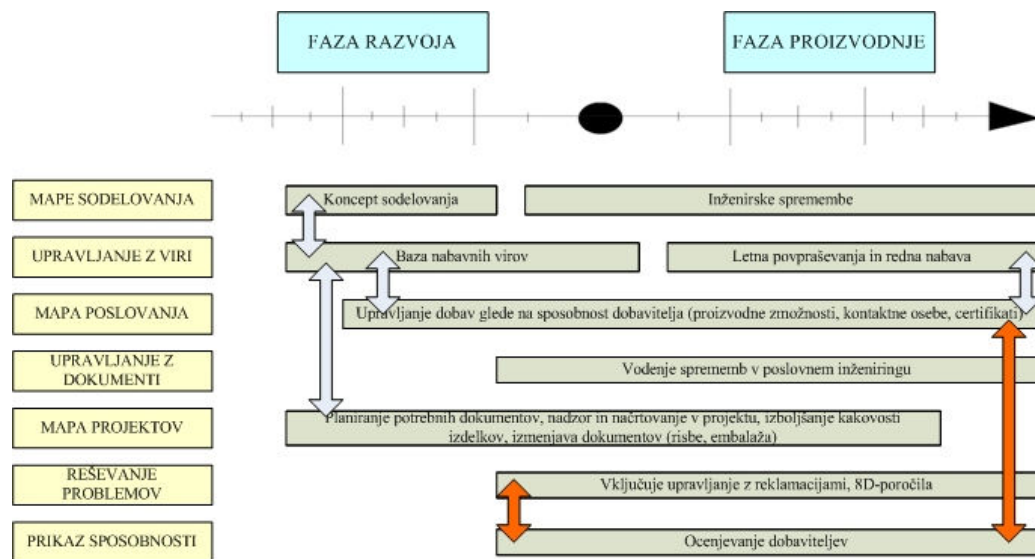 FAZA RAZVOJA
FAZA PROIZVODNJE
MAPE SODELOVANJA
Koncept sodelovanja
Inženirske spremembe
UPRAVLJANJE Z VIRI
Baza nabavnih virov
Letna povpraševanja in redna nabava
MAPA POSLOVANJA
Upravljanje dobav glede na sposobnost dobavitelja (proizvodne zmožnosti, kontaktne osebe, certifikati)
UPRAVLJANJE Z
DOKUMENTI
Vodenje sprememb v poslovnem inženiringu
MAPA PROJEKTOV
Planiranje potrebnih dokumentov, nadzor in načrtovanje v projektu, izboljšanje kakovosti
izdelkov, izmenjava dokumentov (risbe, embalaža)
REŠEVANJE
PROBLEMOV
Vključuje upravljanje z reklamacijami, 8D-poročila
PRIKAZ SPOSOBNOSTI
Ocenjevanje dobaviteljev